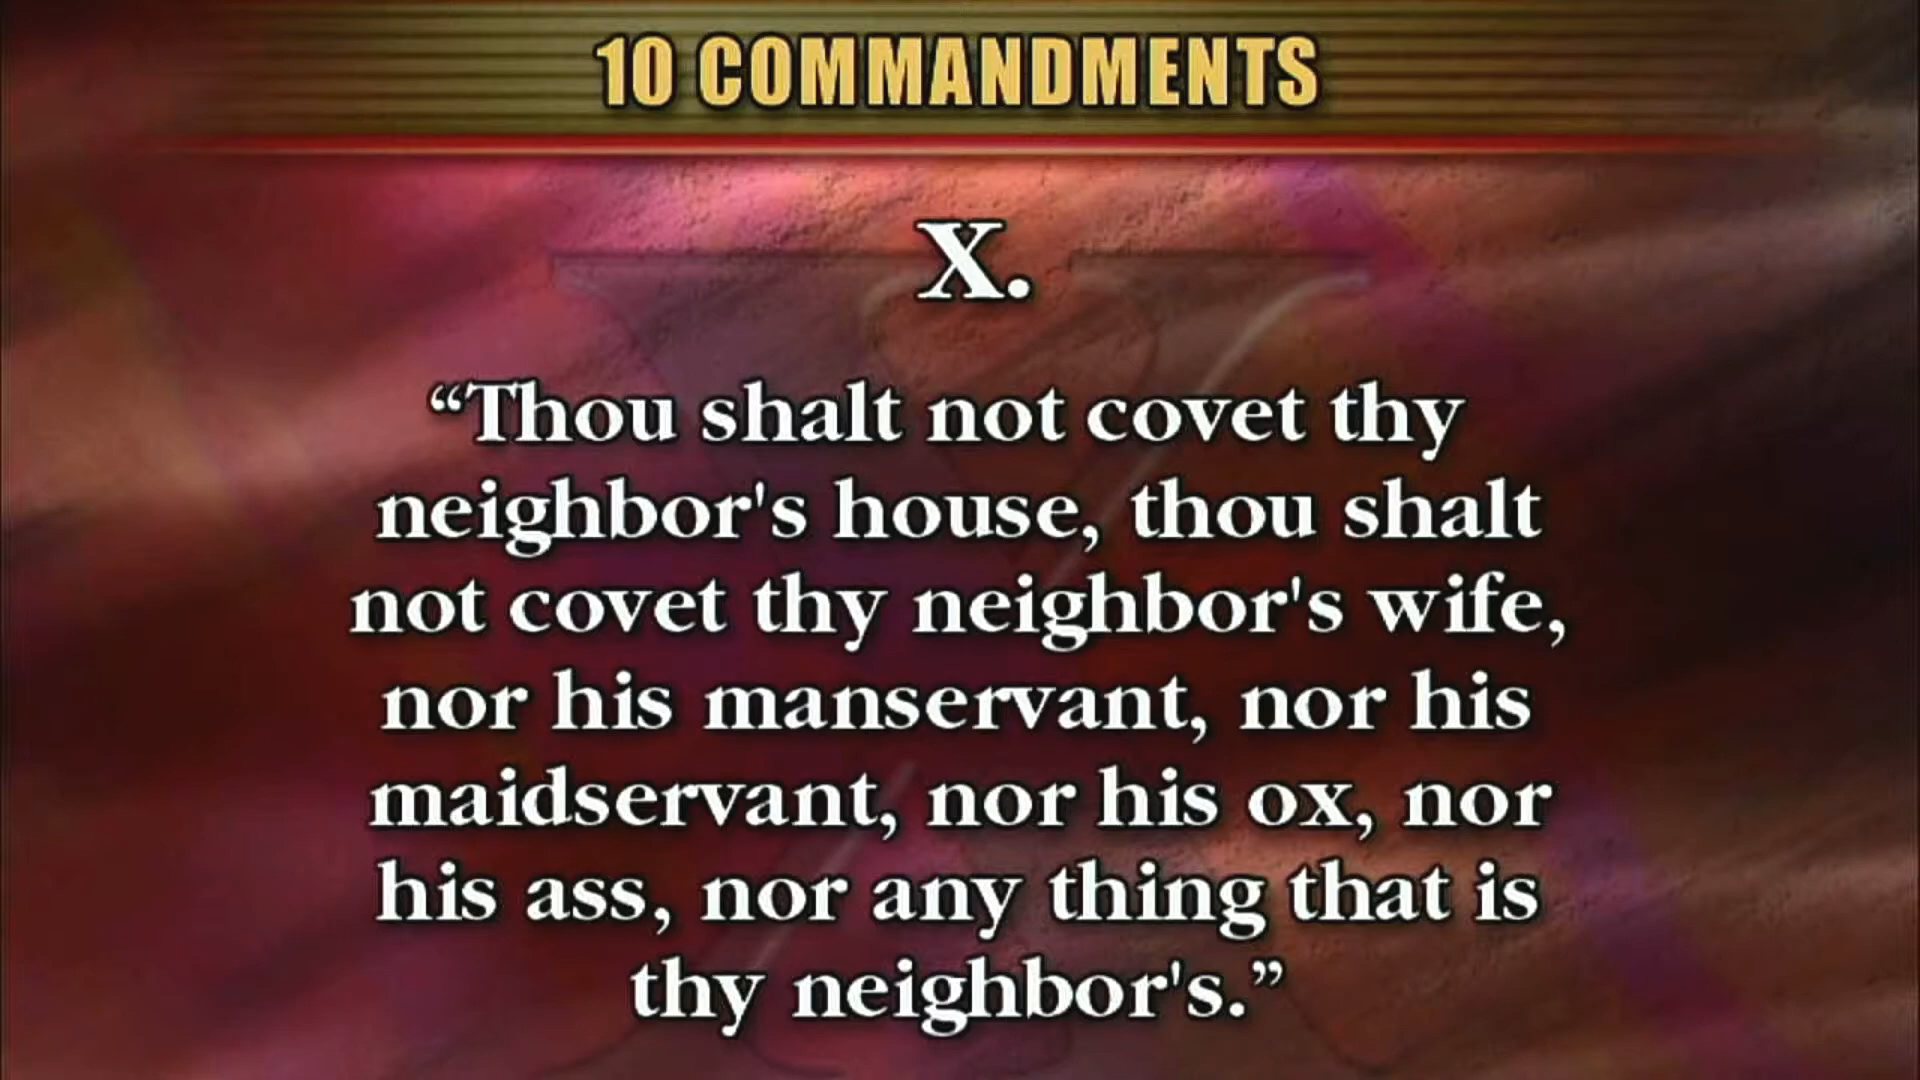 10 COMMANDMENTS
X.
“Thou shalt not covet thy
neighbor's house, thou shalt
not covet thy neighbor's wife,
nor his manservant, nor his
maidservant, nor his ox, nor
his ass, nor any thing that is
thy neighbor's.”